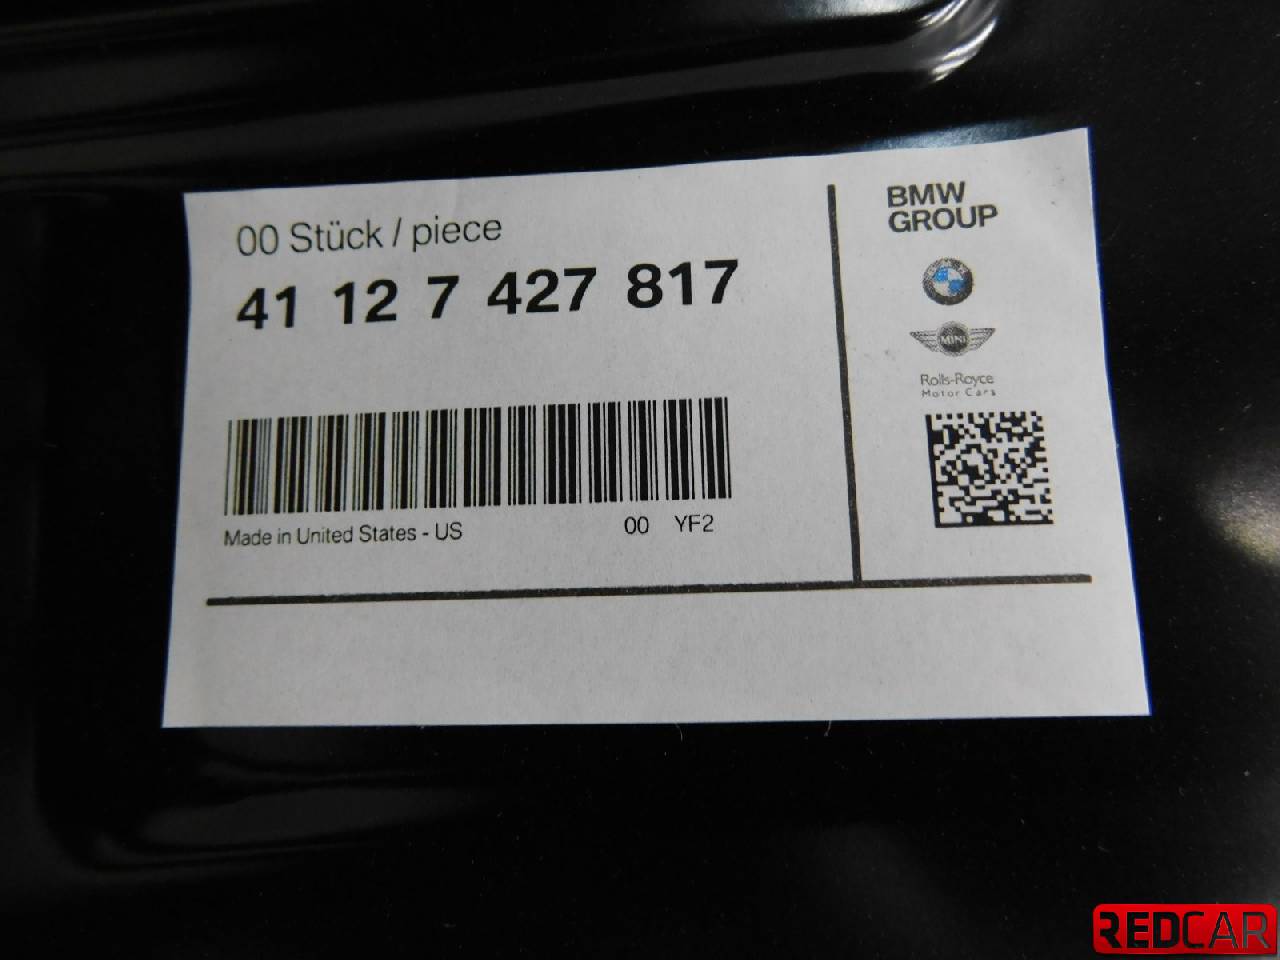 00 Stück / piece
41 12 7 427 817
Made in United States - US
00 YF2
BMW
GROUP
BMW
MINI
Rolls-Royce
Motor Cars
REDCAR